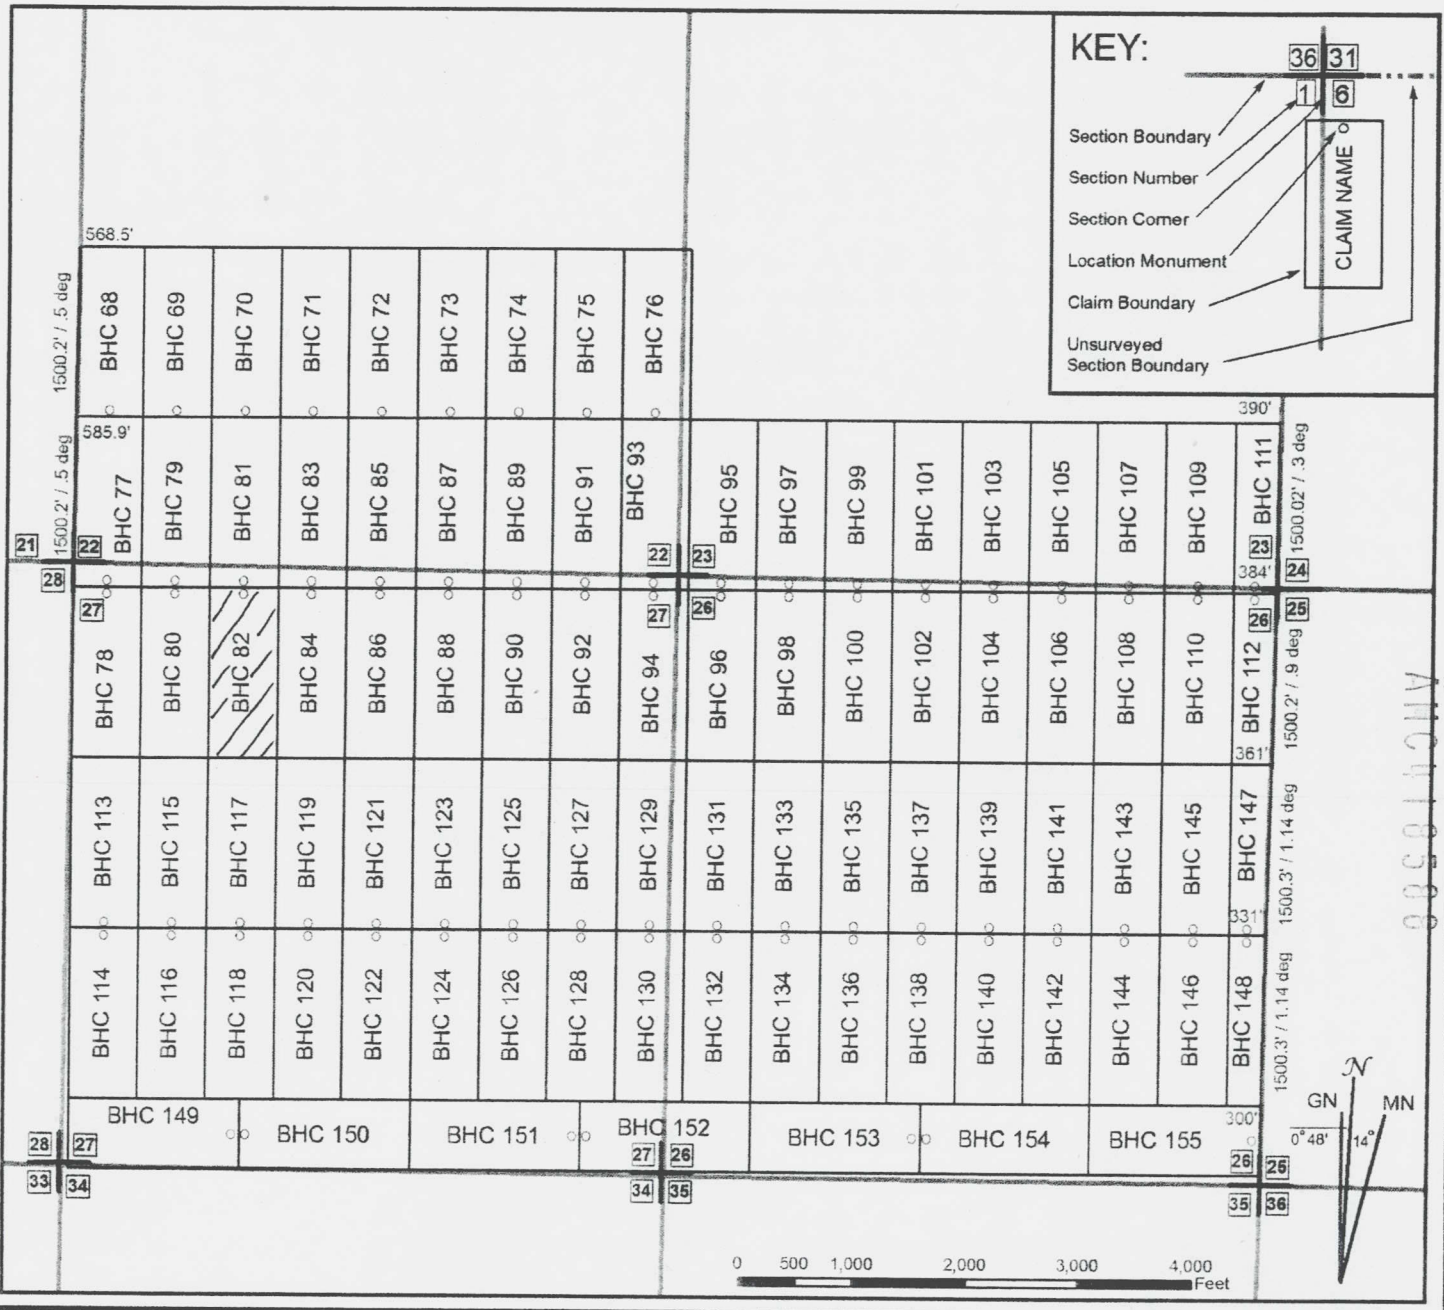 KEY:
36 31
1 6
Section Boundary
Section Number
Section Corner
Location Monument
Claim Boundary
Unsurveyed
Section Boundary
CLAIM NAME
568.5'
1500.2' / .5 deg
BHC 68
BHC 69
BHC 70
BHC 71
BHC 72
BHC 73
BHC 74
BHC 75
BHC 76
390'
585.9'
1500.2' / .5 deg
BHC 77
BHC 79
BHC 81
BHC 83
BHC 85
BHC 87
BHC 89
BHC 91
BHC 93
BHC 95
BHC 97
BHC 99
BHC 101
BHC 103
BHC 105
BHC 107
BHC 109
BHC 111
1500.02' / .3 deg
21 22
22 23
23 24
384'
28 27
27 26
26 25
BHC 78
BHC 80
BHC 82
BHC 84
BHC 86
BHC 88
BHC 90
BHC 92
BHC 94
BHC 96
BHC 98
BHC 100
BHC 102
BHC 104
BHC 106
BHC 108
BHC 110
BHC 112
1500.2' / .9 deg
361'
BHC 113
BHC 115
BHC 117
BHC 119
BHC 121
BHC 123
BHC 125
BHC 127
BHC 129
BHC 131
BHC 133
BHC 135
BHC 137
BHC 139
BHC 141
BHC 143
BHC 145
BHC 147
1500.3' / 1.14 deg
331'
BHC 114
BHC 116
BHC 118
BHC 120
BHC 122
BHC 124
BHC 126
BHC 128
BHC 130
BHC 132
BHC 134
BHC 136
BHC 138
BHC 140
BHC 142
BHC 144
BHC 146
BHC 148
1500.3' / 1.14 deg
300'
BHC 149
BHC 150
BHC 151
BHC 152
BHC 153
BHC 154
BHC 155
28 27
27 26
26 25
33 34
34 35
35 36
N
GN
MN
0°48'
14°
0 500 1,000 2,000 3,000 4,000
Feet